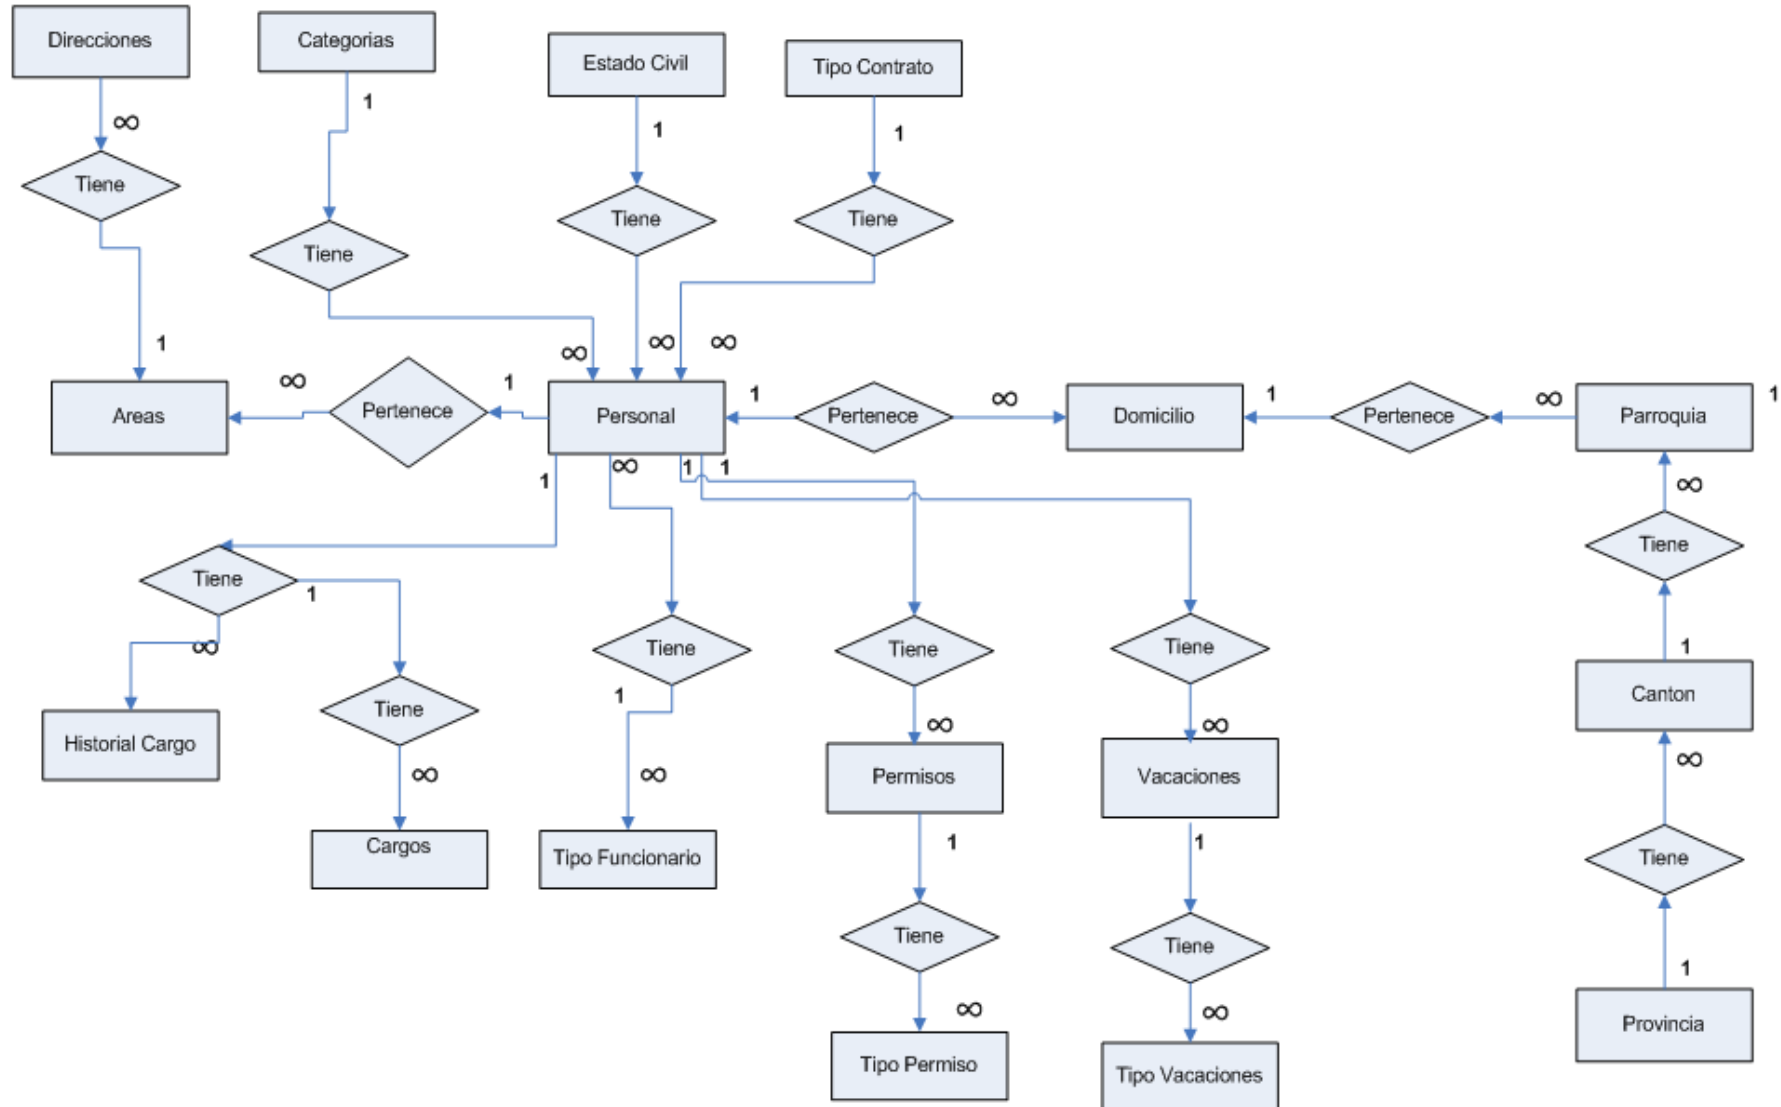 Direcciones
Categorias
Estado Civil
Tipo Contrato
1
∞
1
1
Tiene
Tiene
Tiene
Tiene
1
∞
∞
∞
∞
1
1
∞
1
∞
1
Areas
Pertenece
Personal
Pertenece
Domicilio
Pertenece
Parroquia
1
∞
1
1
∞
Tiene
Tiene
1
∞
Tiene
Tiene
Tiene
1
1
Canton
Tiene
Historial Cargo
∞
∞
∞
∞
∞
Permisos
Vacaciones
Cargos
Tipo Funcionario
1
1
Tiene
Tiene
Tiene
1
∞
∞
Provincia
Tipo Permiso
Tipo Vacaciones